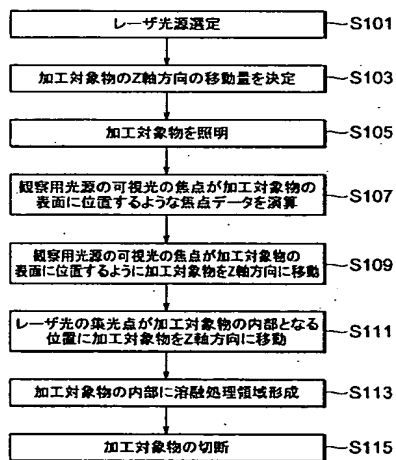 レーザ光源選定
S101
加工対象物のZ軸方向の移動量を決定
S103
加工対象物を照明
S105
観察用光源の可視光の焦点が加工対象物の
表面に位置するような焦点データを演算
S107
観察用光源の可視光の焦点が加工対象物の
表面に位置するように加工対象物をZ軸方向に移動
S109
レーザ光の集光点が加工対象物の内部となる
位置に加工対象物をZ軸方向に移動
S111
加工対象物の内部に溶融処理領域形成
S113
加工対象物の切断
S115